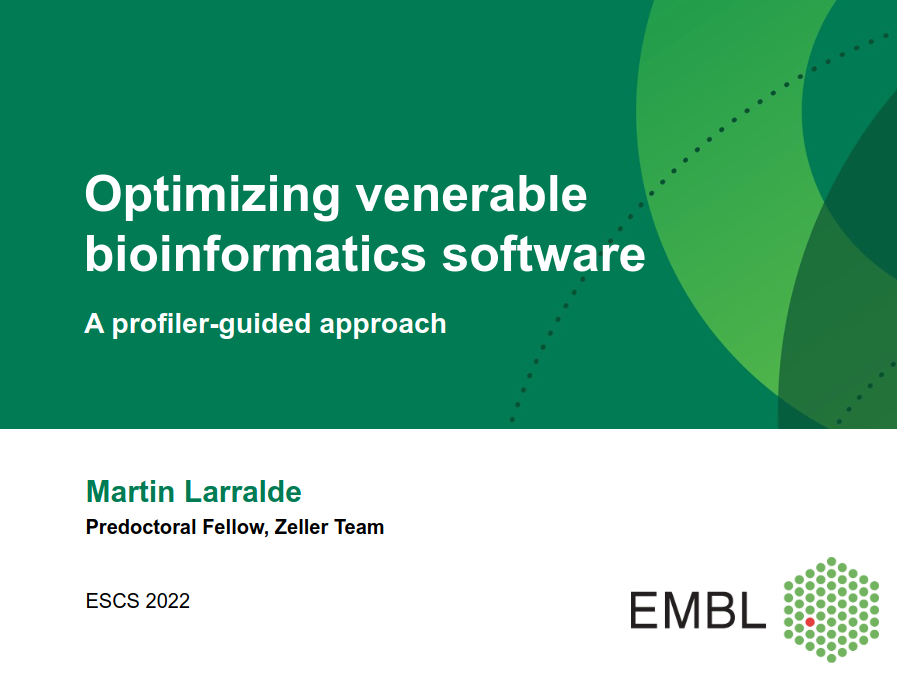 Optimizing venerable
bioinformatics software
A profiler-guided approach
Martin Larralde
Predoctoral Fellow, Zeller Team
ESCS 2022
EMBL